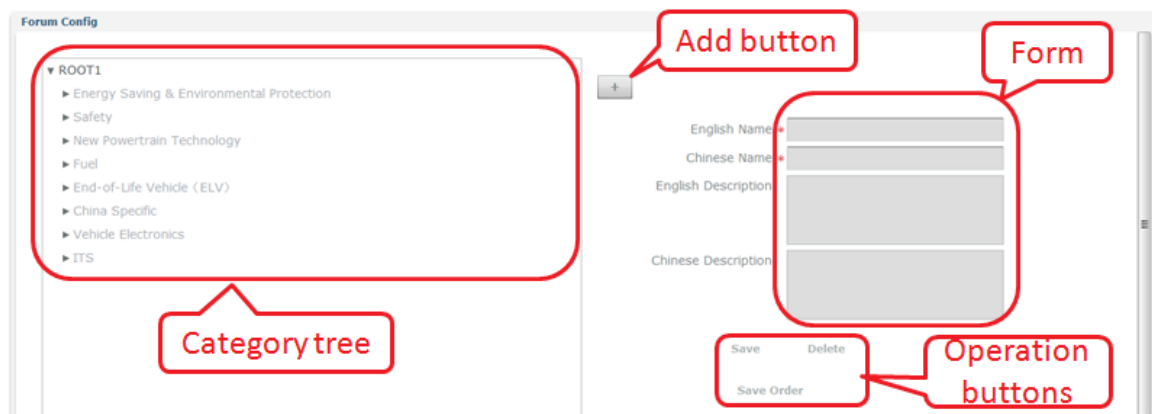 Forum Config
Add button
Form
▼ ROOT1
► Energy Saving & Environmental Protection
► Safety
► New Powertrain Technology
► Fuel
► End-of-Life Vehicle（ELV）
► China Specific
► Vehicle Electronics
► ITS
+
English Name *
Chinese Name *
English Description
Chinese Description
Category tree
Save Delete
Save Order
Operation
buttons